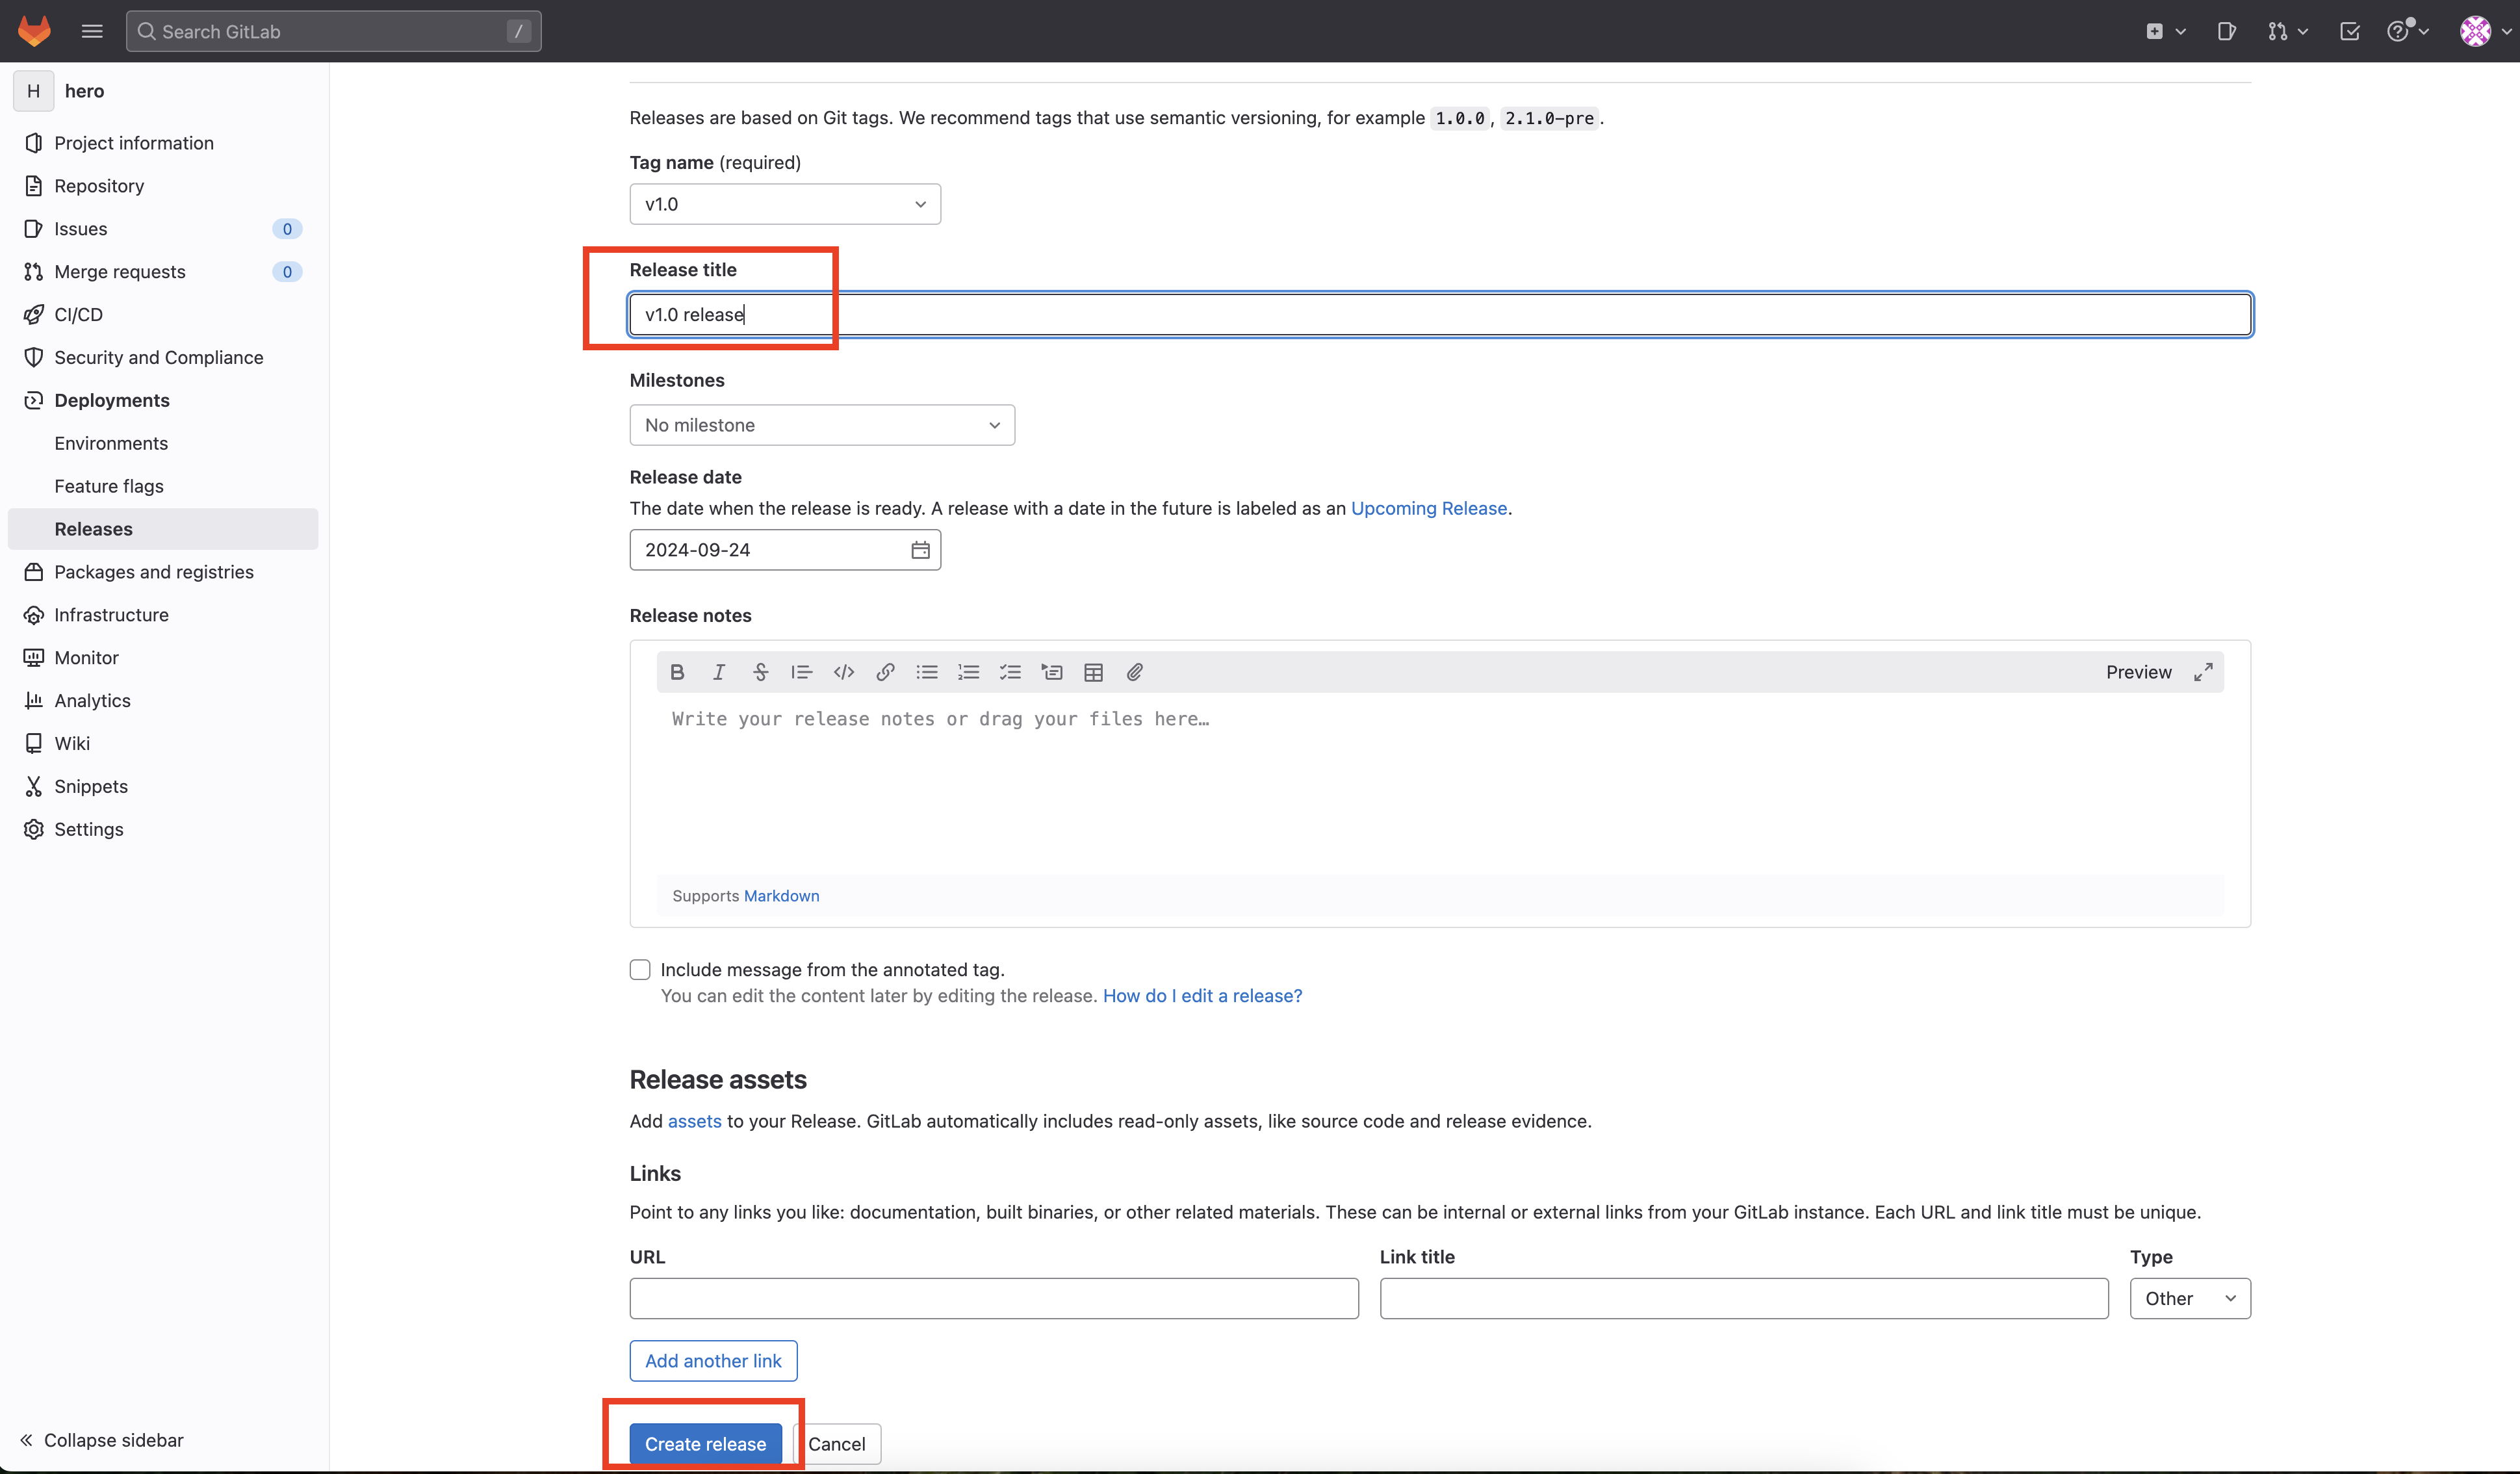 Search GitLab /
H hero
Project information
Repository
Issues 0
Merge requests 0
CI/CD
Security and Compliance
Deployments
Environments
Feature flags
Releases
Packages and registries
Infrastructure
Monitor
Analytics
Wiki
Snippets
Settings
Collapse sidebar
Releases are based on Git tags. We recommend tags that use semantic versioning, for example 1.0.0, 2.1.0-pre.
Tag name (required)
v1.0
Release title
v1.0 release
Milestones
No milestone
Release date
The date when the release is ready. A release with a date in the future is labeled as an Upcoming Release.
2024-09-24
Release notes
Preview
Write your release notes or drag your files here…
Supports Markdown
Include message from the annotated tag.
You can edit the content later by editing the release. How do I edit a release?
Release assets
Add assets to your Release. GitLab automatically includes read-only assets, like source code and release evidence.
Links
Point to any links you like: documentation, built binaries, or other related materials. These can be internal or external links from your GitLab instance. Each URL and link title must be unique.
URL Link title Type
Other
Add another link
Create release Cancel